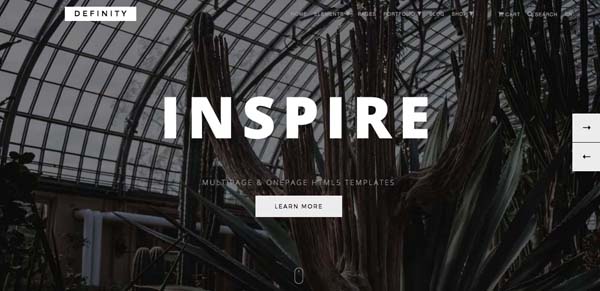 DEFINITY
HOME ELEMENTS PAGES PORTFOLIO BLOG SHOP CART SEARCH
INSPIRE
MULTIPAGE & ONEPAGE HTML5 TEMPLATES
LEARN MORE